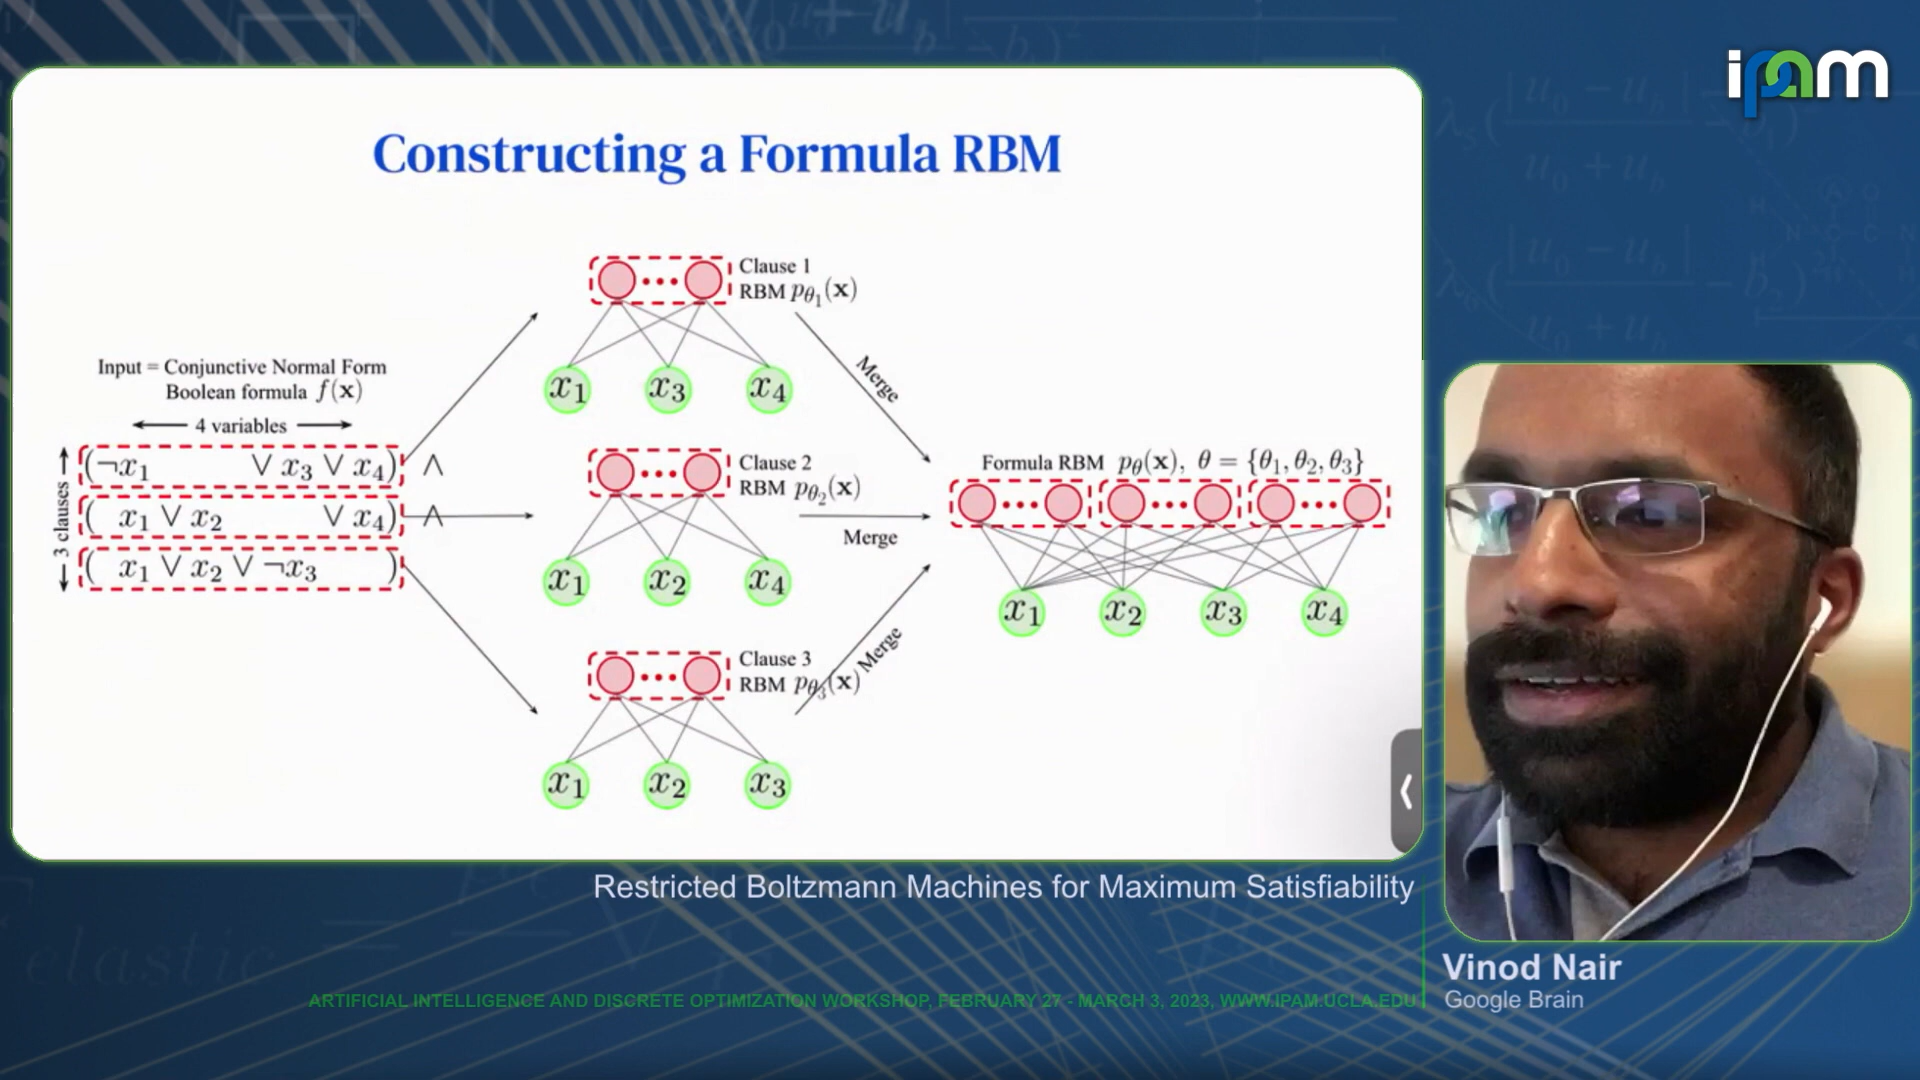 ipam
Constructing a Formula RBM
Input = Conjunctive Normal Form
Boolean formula f(x)
4 variables
3 clauses
(¬x₁ ∨ x₃ ∨ x₄) ∧
( x₁ ∨ x₂ ∨ x₄) ∧
( x₁ ∨ x₂ ∨ ¬x₃ )
Clause 1
RBM pθ₁(x)
x₁ x₃ x₄
Merge
Clause 2
RBM pθ₂(x)
x₁ x₂ x₄
Merge
Clause 3
RBM pθ₃(x)
x₁ x₂ x₃
Merge
Formula RBM pθ(x), θ = {θ₁, θ₂, θ₃}
x₁ x₂ x₃ x₄
Restricted Boltzmann Machines for Maximum Satisfiability
Vinod Nair
Google Brain
ARTIFICIAL INTELLIGENCE AND DISCRETE OPTIMIZATION WORKSHOP, FEBRUARY 27 - MARCH 3, 2023, WWW.IPAM.UCLA.EDU
elastic